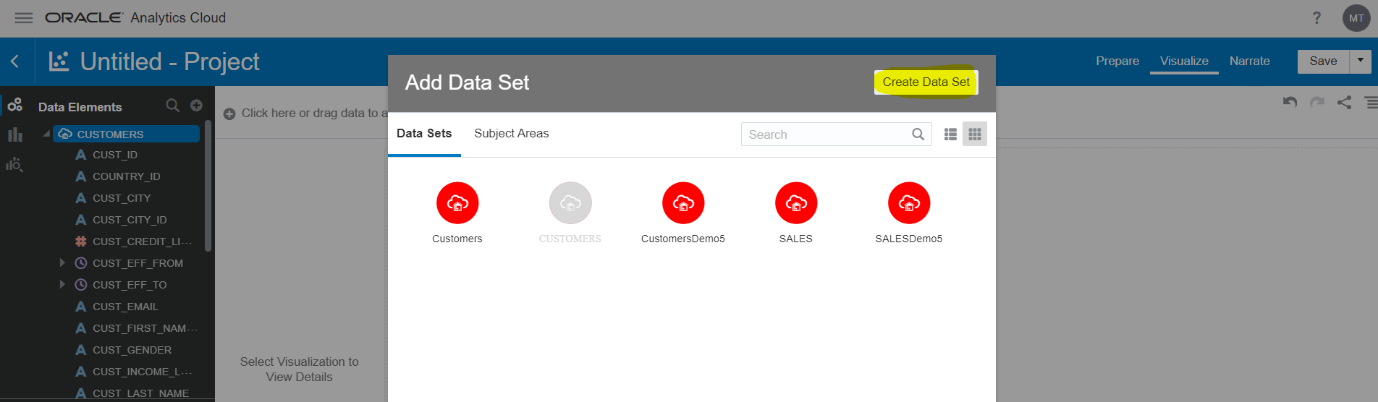 ORACLE Analytics Cloud
?
MT
Untitled - Project
Prepare
Visualize
Narrate
Save
Data Elements
CUSTOMERS
A CUST_ID
A COUNTRY_ID
A CUST_CITY
A CUST_CITY_ID
# CUST_CREDIT_LI...
CUST_EFF_FROM
CUST_EFF_TO
A CUST_EMAIL
A CUST_FIRST_NAM...
A CUST_GENDER
A CUST_INCOME_L...
A CUST_LAST_NAME
Click here or drag data to a
Select Visualization to
View Details
Add Data Set
Create Data Set
Data Sets
Subject Areas
Search
Customers
CUSTOMERS
CustomersDemo5
SALES
SALESDemo5